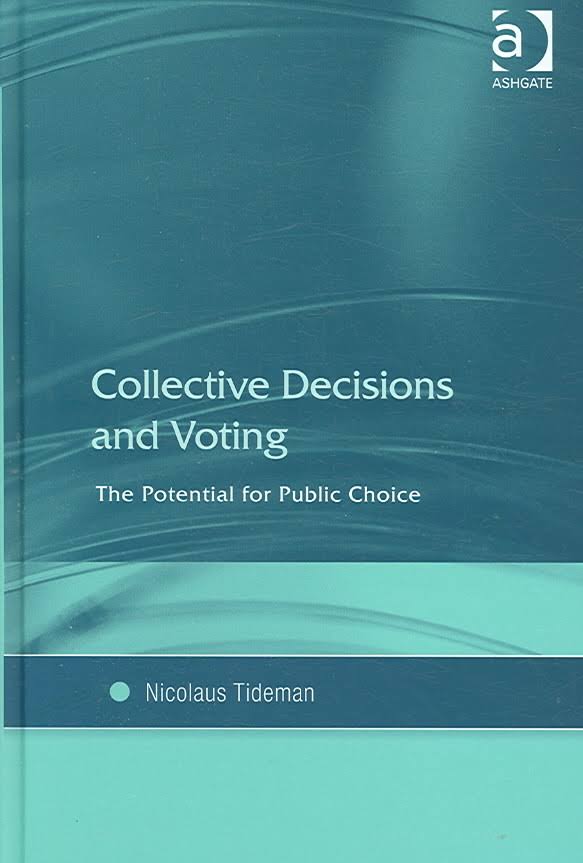 a
ASHGATE
Collective Decisions
and Voting
The Potential for Public Choice
Nicolaus Tideman